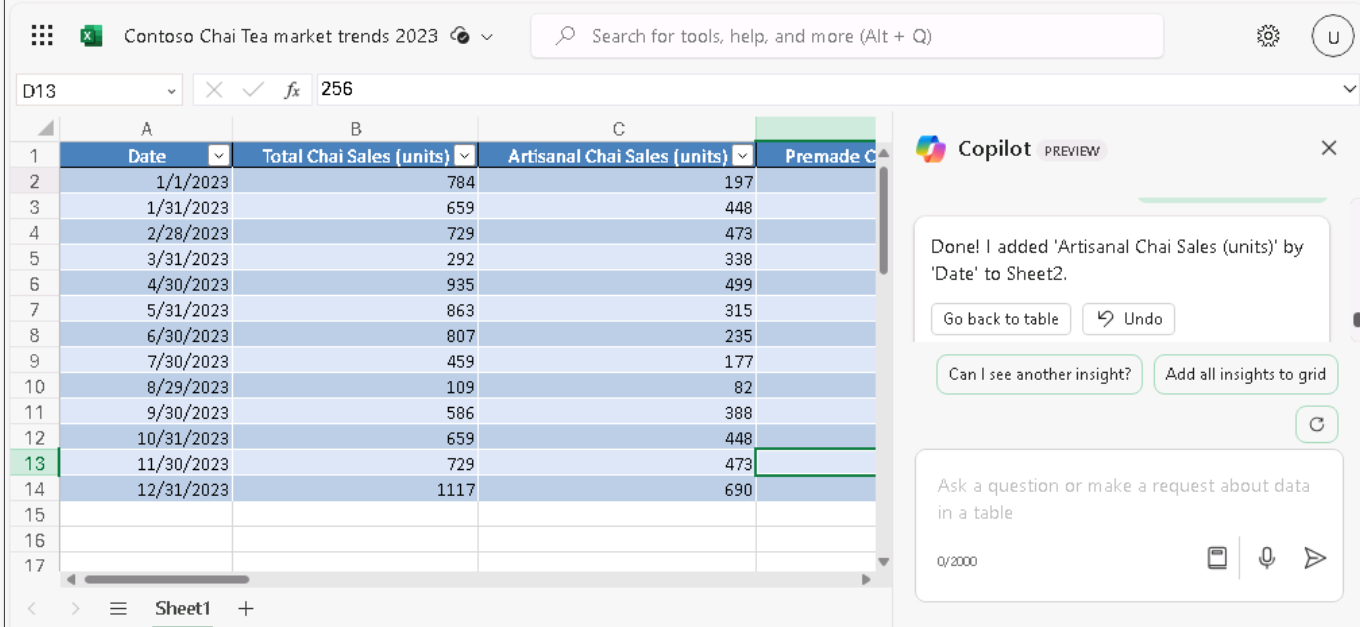 Contoso Chai Tea market trends 2023
Search for tools, help, and more (Alt + Q)
U
D13
fx
256
A B C
1 Date Total Chai Sales (units) Artisanal Chai Sales (units) Premade C
2 1/1/2023 784 197
3 1/31/2023 659 448
4 2/28/2023 729 473
5 3/31/2023 292 338
6 4/30/2023 935 499
7 5/31/2023 863 315
8 6/30/2023 807 235
9 7/30/2023 459 177
10 8/29/2023 109 82
11 9/30/2023 586 388
12 10/31/2023 659 448
13 11/30/2023 729 473
14 12/31/2023 1117 690
15
16
17
Sheet1
Copilot PREVIEW
Done! I added 'Artisanal Chai Sales (units)' by
'Date' to Sheet2.
Go back to table Undo
Can I see another insight? Add all insights to grid
Ask a question or make a request about data
in a table
0/2000